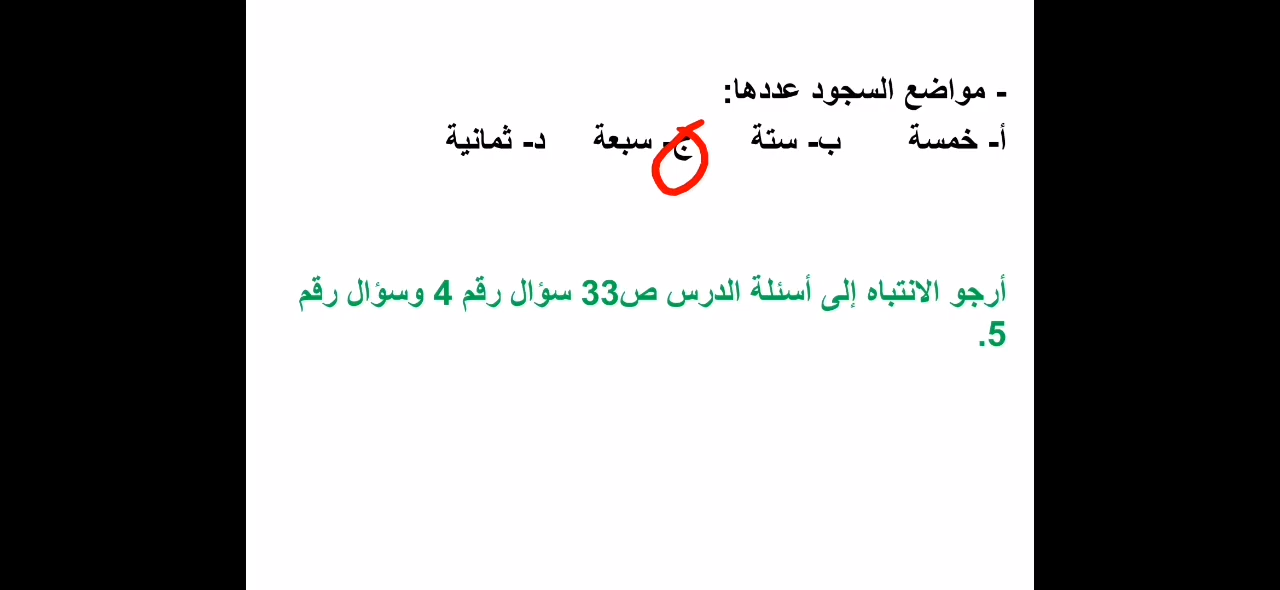 - مواضع السجود عددها:
أ- خمسة ب- ستة ج- سبعة د- ثمانية
أرجو الانتباه إلى أسئلة الدرس ص33 سؤال رقم 4 وسؤال رقم
5.